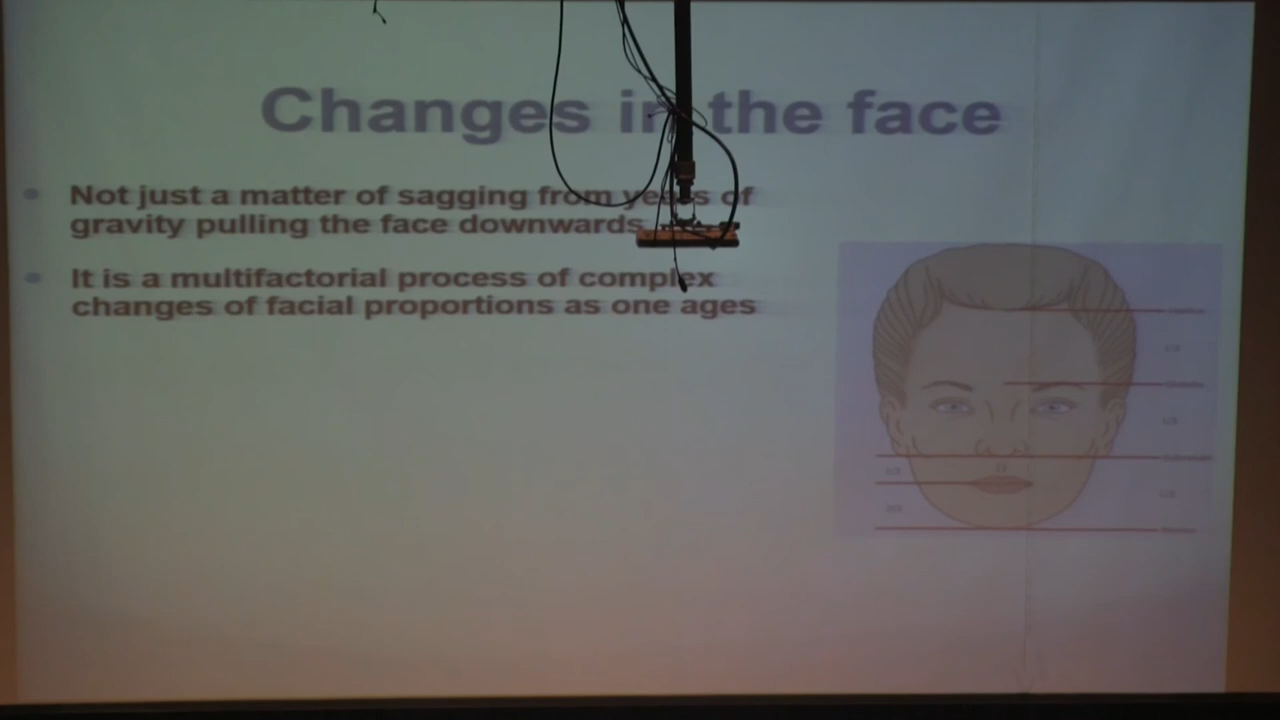 Changes in the face
Not just a matter of sagging from years of
gravity pulling the face downwards
It is a multifactorial process of complex
changes of facial proportions as one ages